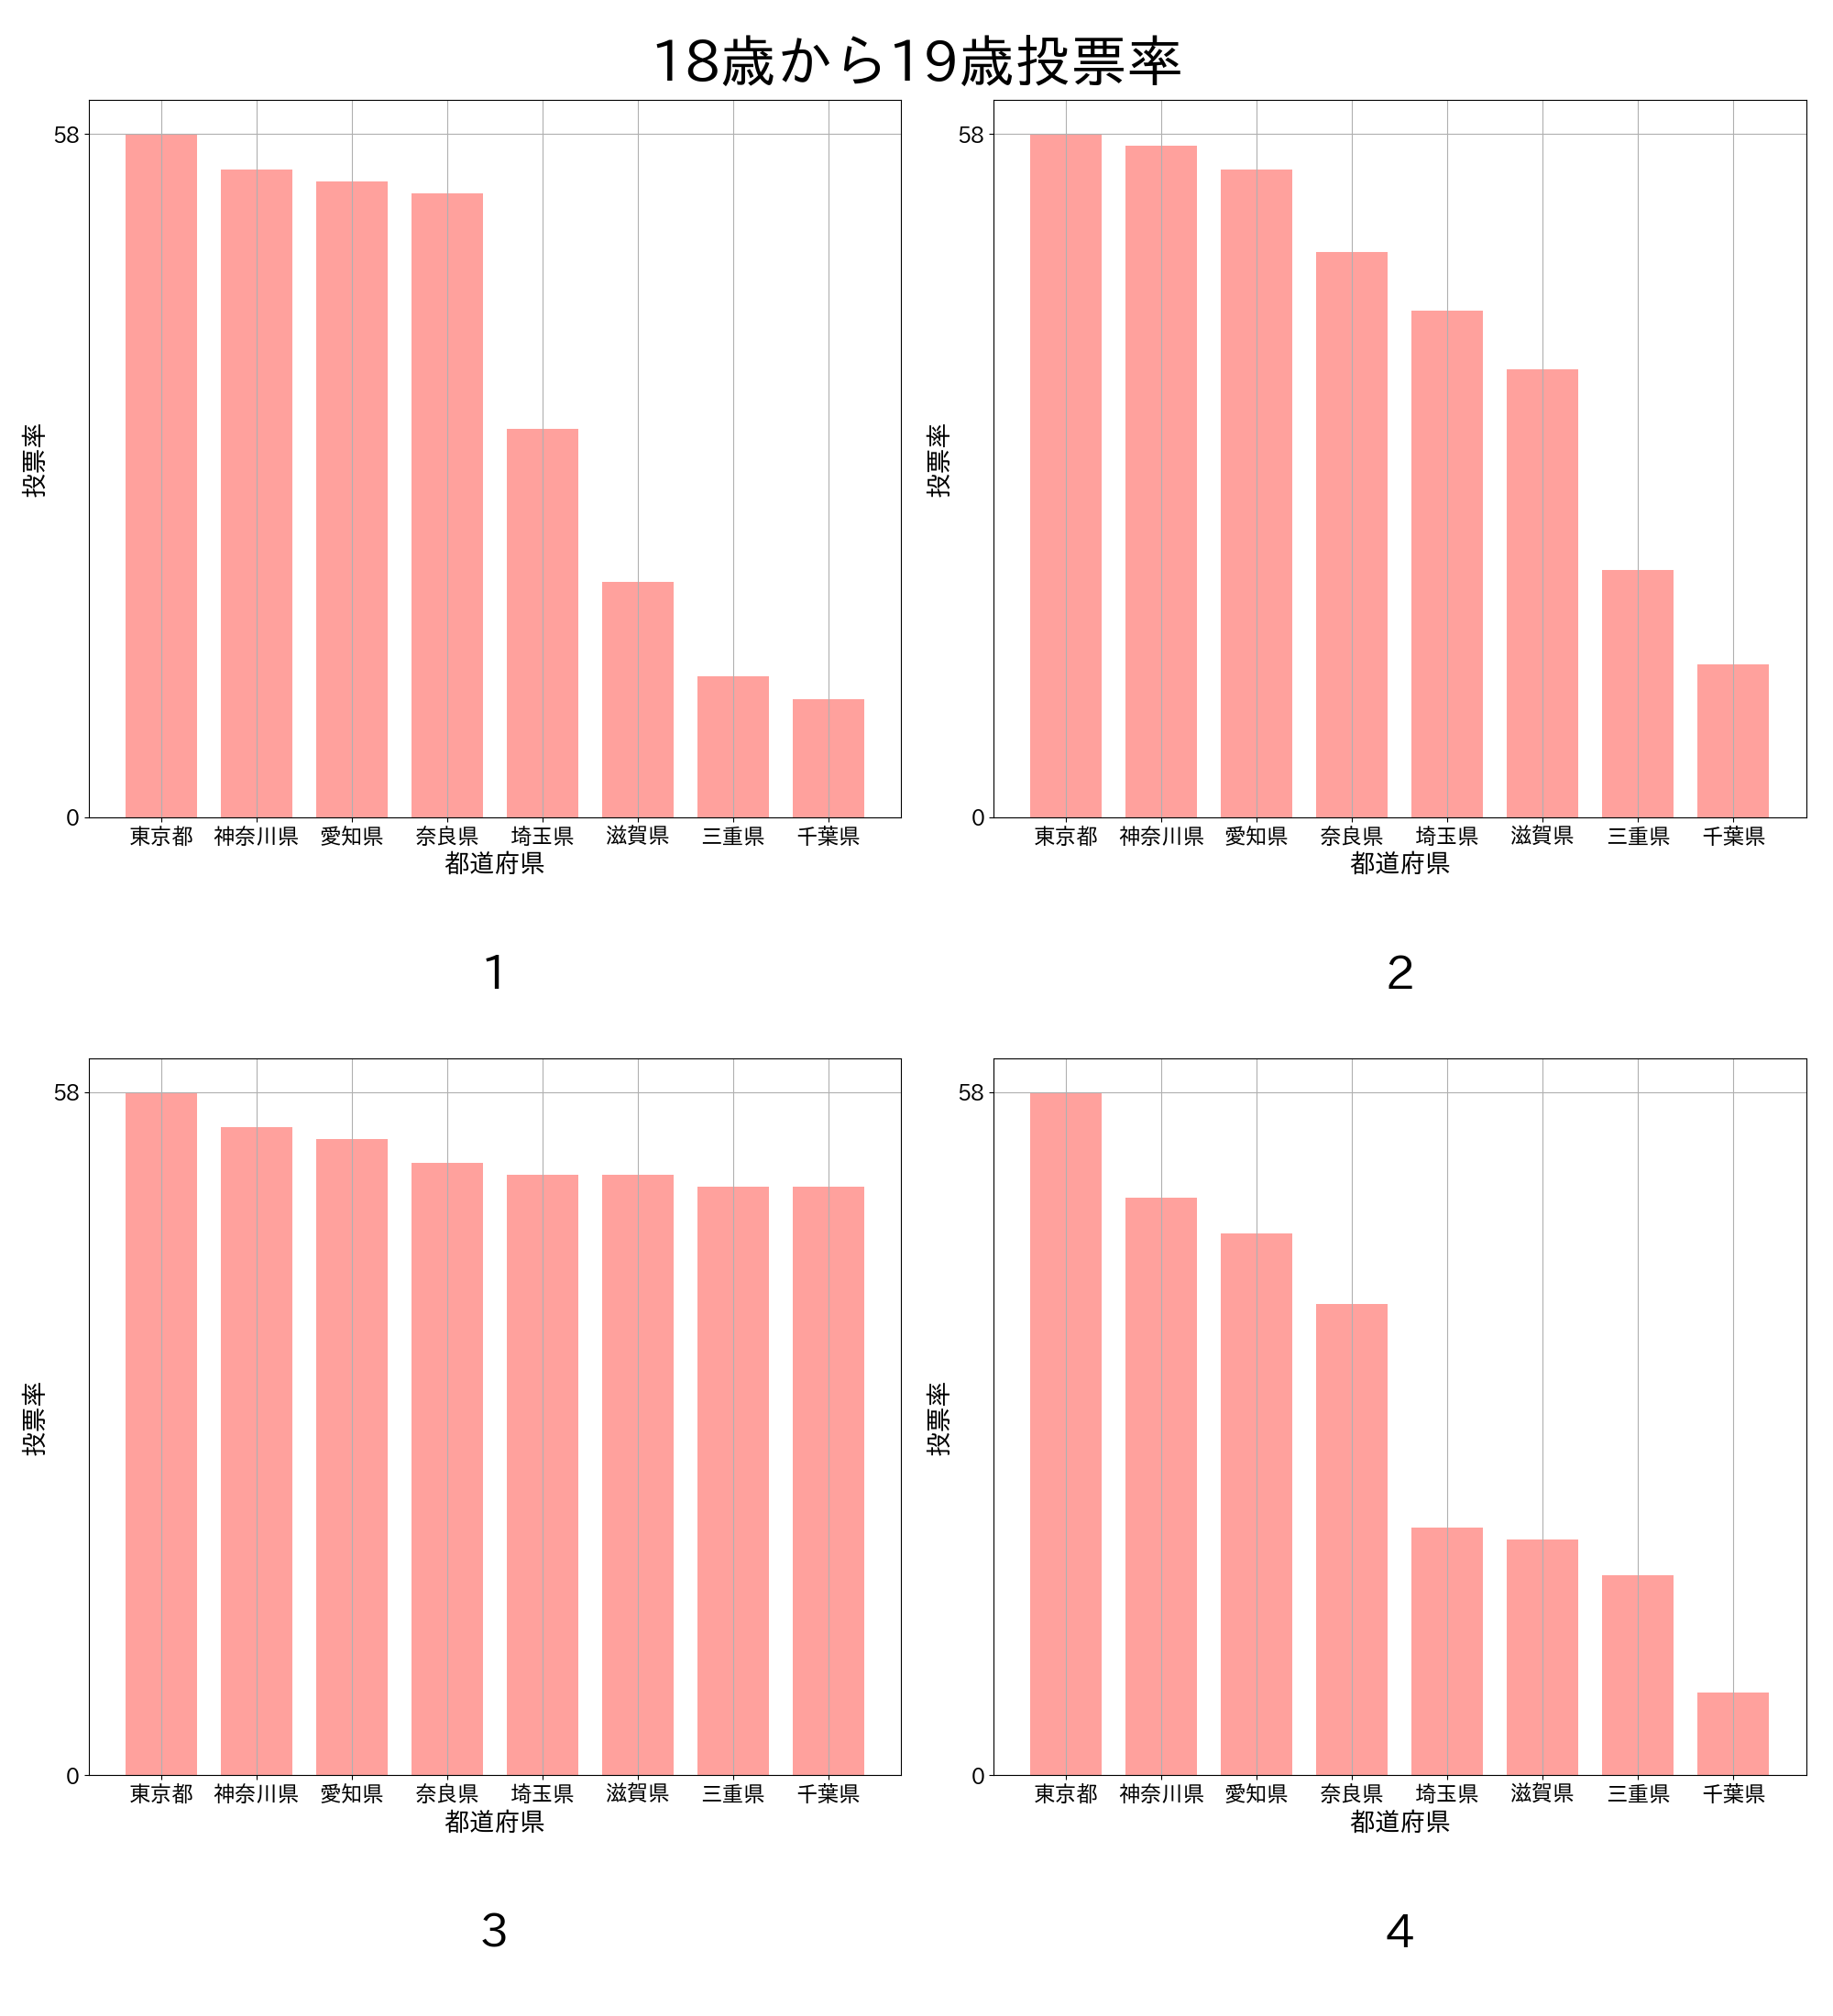 18歳から19歳投票率
58
0
投票率
東京都 神奈川県 愛知県 奈良県 埼玉県 滋賀県 三重県 千葉県
都道府県
1
58
0
投票率
東京都 神奈川県 愛知県 奈良県 埼玉県 滋賀県 三重県 千葉県
都道府県
2
58
0
投票率
東京都 神奈川県 愛知県 奈良県 埼玉県 滋賀県 三重県 千葉県
都道府県
3
58
0
投票率
東京都 神奈川県 愛知県 奈良県 埼玉県 滋賀県 三重県 千葉県
都道府県
4